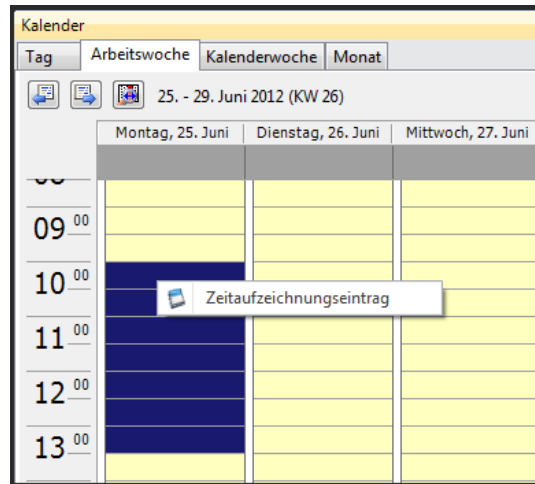 Kalender
Tag Arbeitswoche Kalenderwoche Monat
25. - 29. Juni 2012 (KW 26)
Montag, 25. Juni Dienstag, 26. Juni Mittwoch, 27. Juni
09 00
10 00
Zeitaufzeichnungseintrag
11 00
12 00
13 00